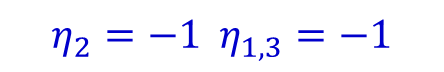 η₂ = −1 η₁,₃ = −1